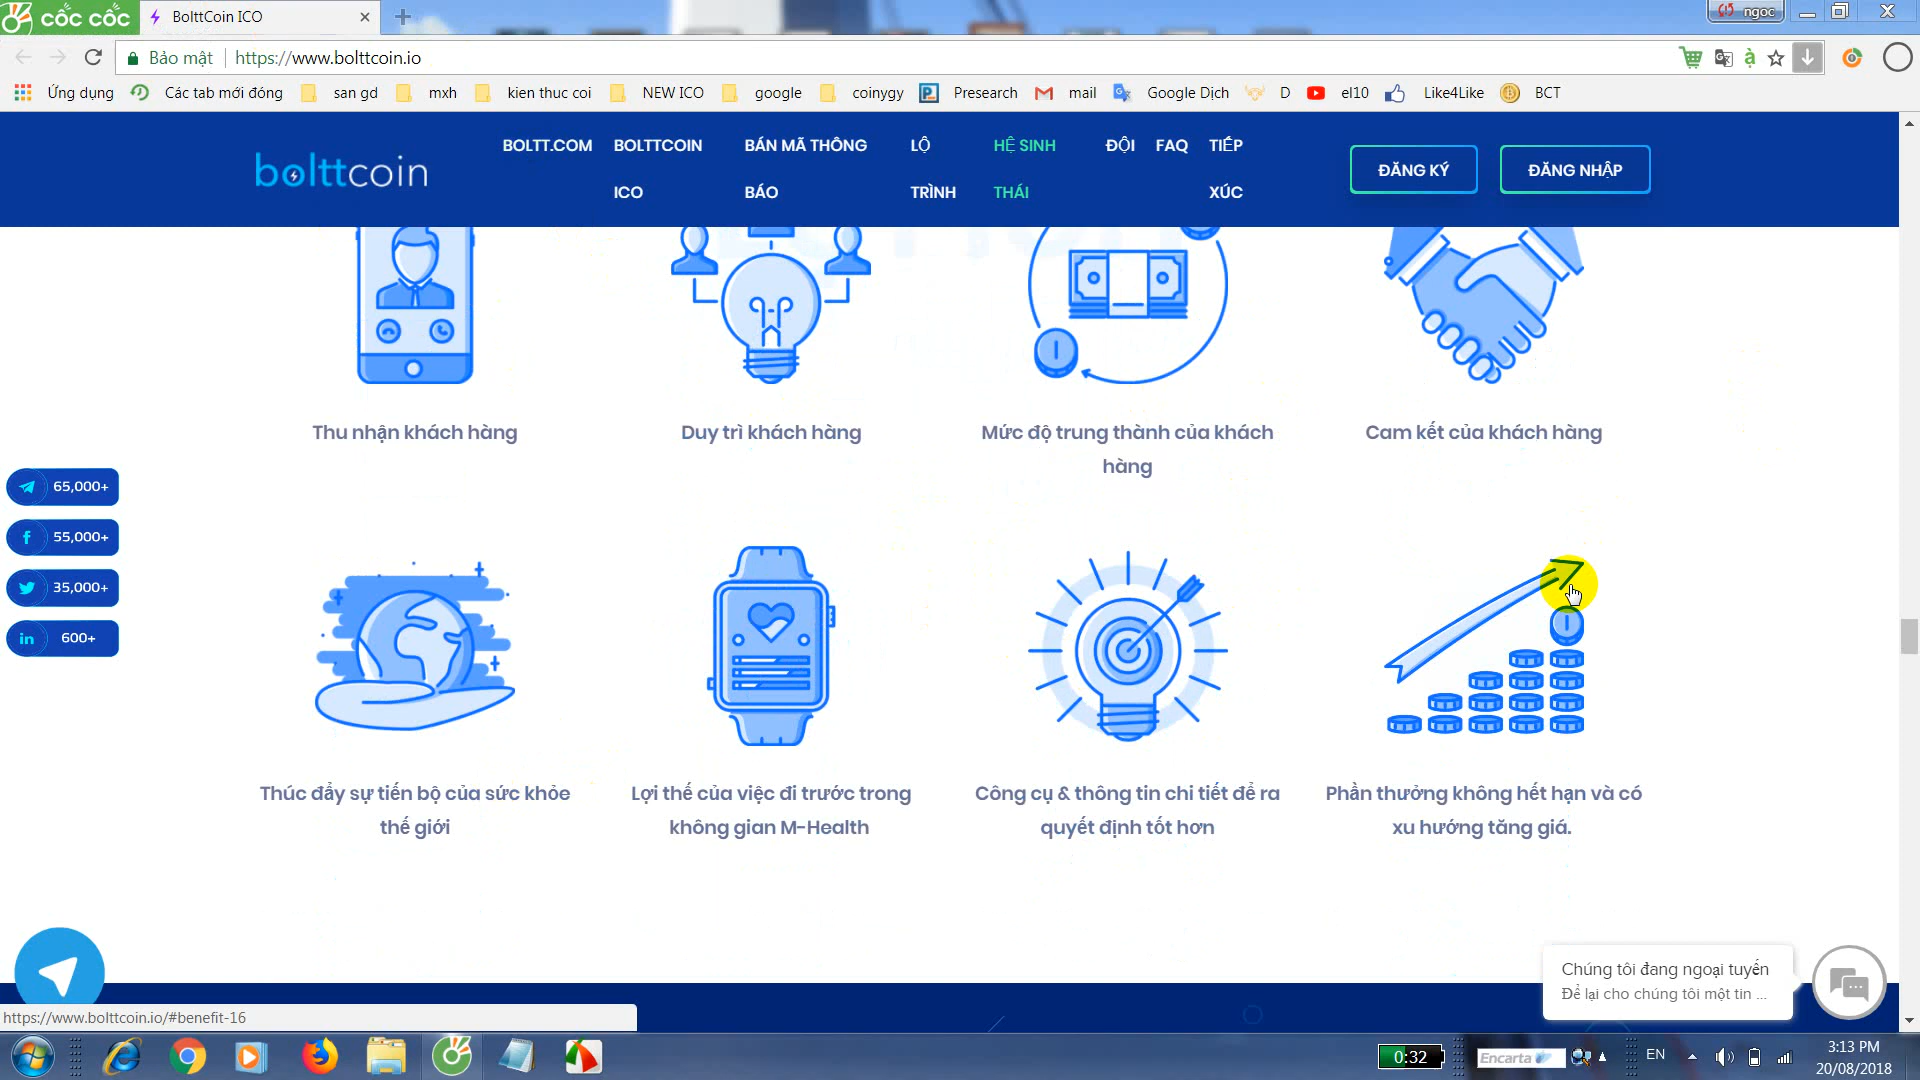 cốc cốc
BolttCoin ICO
ngoc
Bảo mật
https://www.bolttcoin.io
Ứng dụng
Các tab mới đóng
san gd
mxh
kien thuc coi
NEW ICO
google
coinygy
Presearch
mail
Google Dịch
D
el10
Like4Like
BCT
bolttcoin
BOLTT.COM
BOLTTCOIN
ICO
BÁN MÃ THÔNG
BÁO
LỘ
TRÌNH
HỆ SINH
THÁI
ĐỘI
FAQ
TIẾP
XÚC
ĐĂNG KÝ
ĐĂNG NHẬP
Thu nhận khách hàng
Duy trì khách hàng
Mức độ trung thành của khách
hàng
Cam kết của khách hàng
65,000+
55,000+
35,000+
600+
Thúc đẩy sự tiến bộ của sức khỏe
thế giới
Lợi thế của việc đi trước trong
không gian M-Health
Công cụ & thông tin chi tiết để ra
quyết định tốt hơn
Phần thưởng không hết hạn và có
xu hướng tăng giá.
Chúng tôi đang ngoại tuyến
Để lại cho chúng tôi một tin ...
https://www.bolttcoin.io/#benefit-16
0:32
Encarta
EN
3:13 PM
20/08/2018